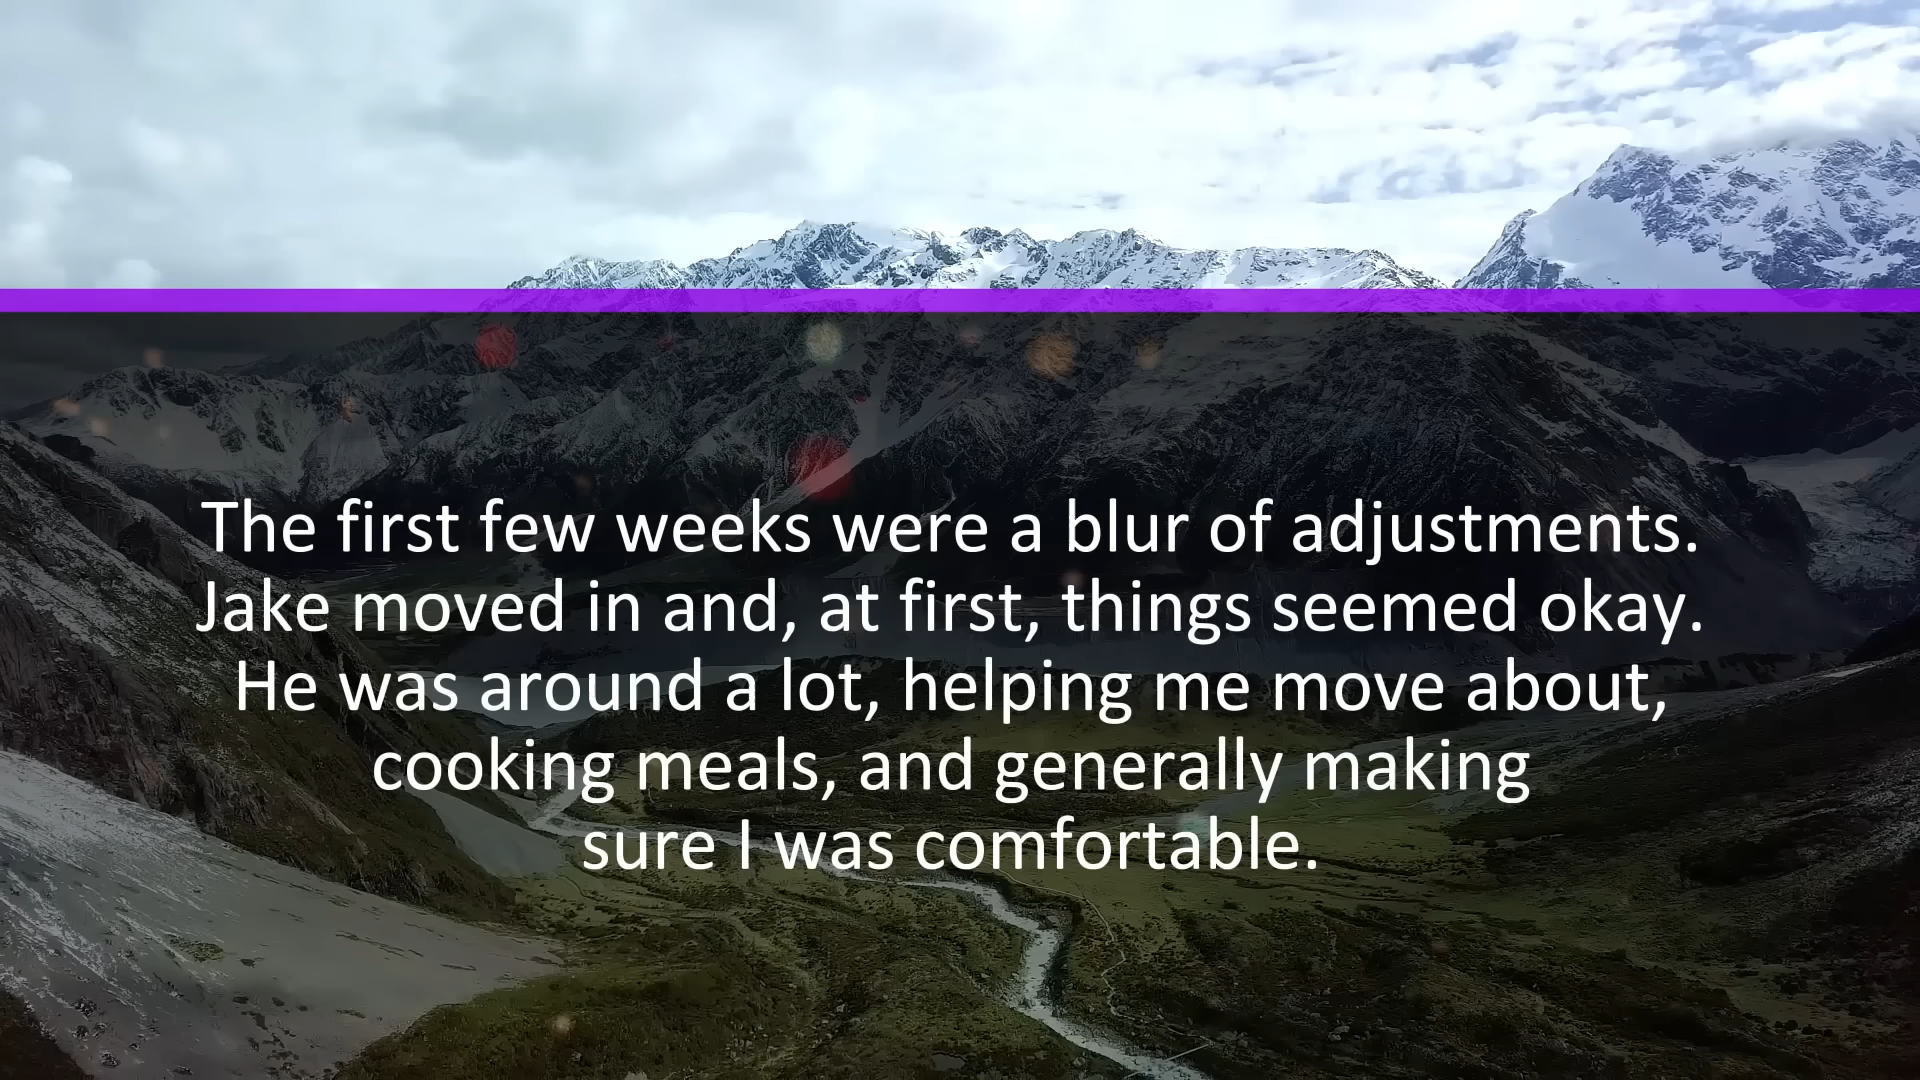 The first few weeks were a blur of adjustments.
Jake moved in and, at first, things seemed okay.
He was around a lot, helping me move about,
cooking meals, and generally making
sure I was comfortable.